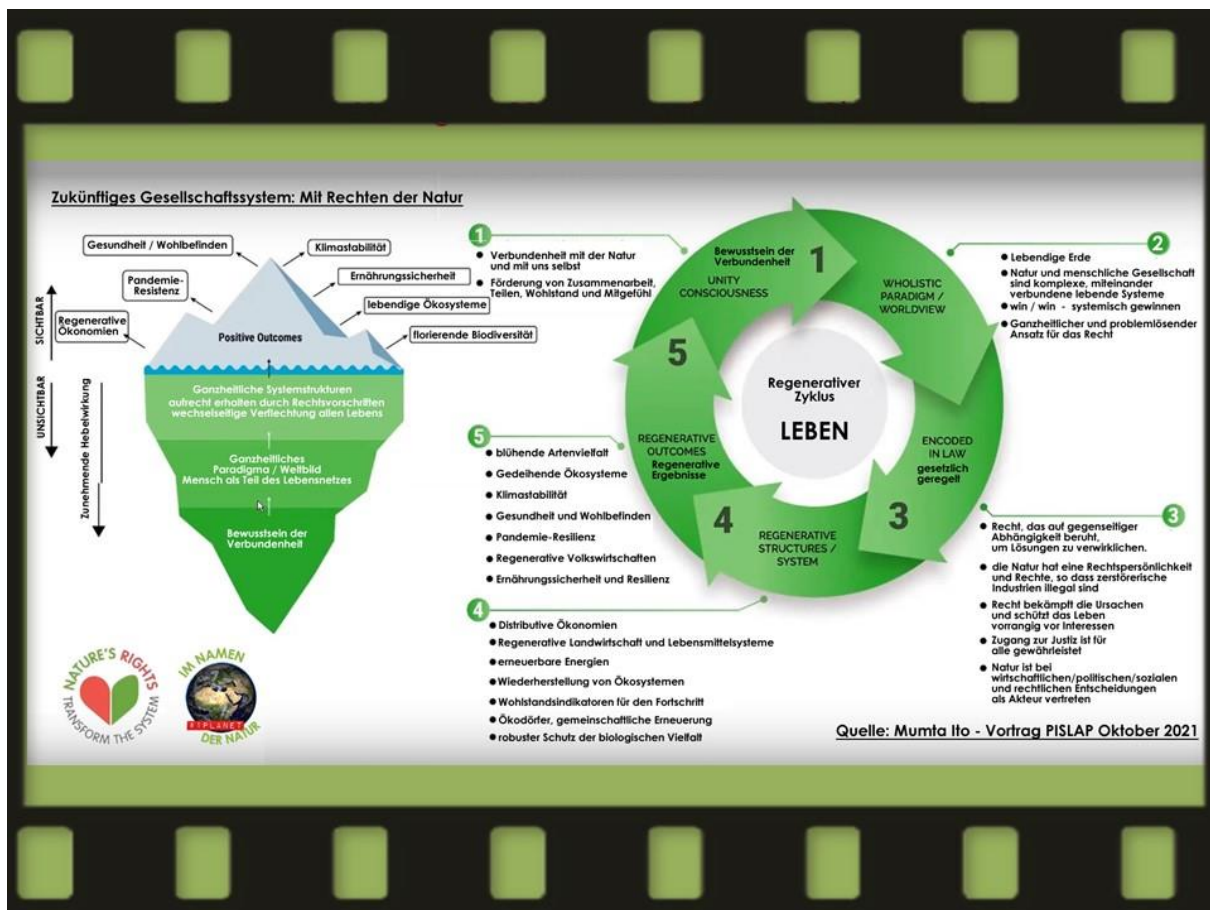 Zukünftiges Gesellschaftssystem: Mit Rechten der Natur
Gesundheit / Wohlbefinden
Klimastabilität
Pandemie-
Resistenz
Ernährungssicherheit
lebendige Ökosysteme
Regenerative
Ökonomien
florierende Biodiversität
Positive Outcomes
SICHTBAR
UNSICHTBAR
Zunehmende Hebelwirkung
Ganzheitliche Systemstrukturen
aufrecht erhalten durch Rechtsvorschriften
wechselseitige Verflechtung allen Lebens
Ganzheitliches
Paradigma / Weltbild
Mensch als Teil des Lebensnetzes
Bewusstsein der
Verbundenheit
NATURE'S RIGHTS
TRANSFORM THE SYSTEM
IM NAMEN
DER NATUR
1
● Verbundenheit mit der Natur
und mit uns selbst
● Förderung von Zusammenarbeit,
Teilen, Wohlstand und Mitgefühl
Bewusstsein der
Verbundenheit
1
UNITY
CONSCIOUSNESS
WHOLISTIC
PARADIGM /
WORLDVIEW
ENCODED
IN LAW
gesetzlich
geregelt
3
REGENERATIVE
STRUCTURES /
SYSTEM
4
REGENERATIVE
OUTCOMES
Regenerative
Ergebnisse
5
Regenerativer
Zyklus
LEBEN
2
● Lebendige Erde
● Natur und menschliche Gesellschaft
sind komplexe, miteinander
verbundene lebende Systeme
● win / win - systemisch gewinnen
● Ganzheitlicher und problemlösender
Ansatz für das Recht
3
● Recht, das auf gegenseitiger
Abhängigkeit beruht,
um Lösungen zu verwirklichen.
● die Natur hat eine Rechtspersönlichkeit
und Rechte, so dass zerstörerische
Industrien illegal sind
● Recht bekämpft die Ursachen
und schützt das Leben
vorrangig vor Interessen
● Zugang zur Justiz ist für
alle gewährleistet
● Natur ist bei
wirtschaftlichen/politischen/sozialen
und rechtlichen Entscheidungen
als Akteur vertreten
5
● blühende Artenvielfalt
● Gedeihende Ökosysteme
● Klimastabilität
● Gesundheit und Wohlbefinden
● Pandemie-Resilienz
● Regenerative Volkswirtschaften
● Ernährungssicherheit und Resilienz
4
● Distributive Ökonomien
● Regenerative Landwirtschaft und Lebensmittelsysteme
● erneuerbare Energien
● Wiederherstellung von Ökosystemen
● Wohlstandsindikatoren für den Fortschritt
● Ökodörfer, gemeinschaftliche Erneuerung
● robuster Schutz der biologischen Vielfalt
Quelle: Mumta Ito - Vortrag PISLAP Oktober 2021